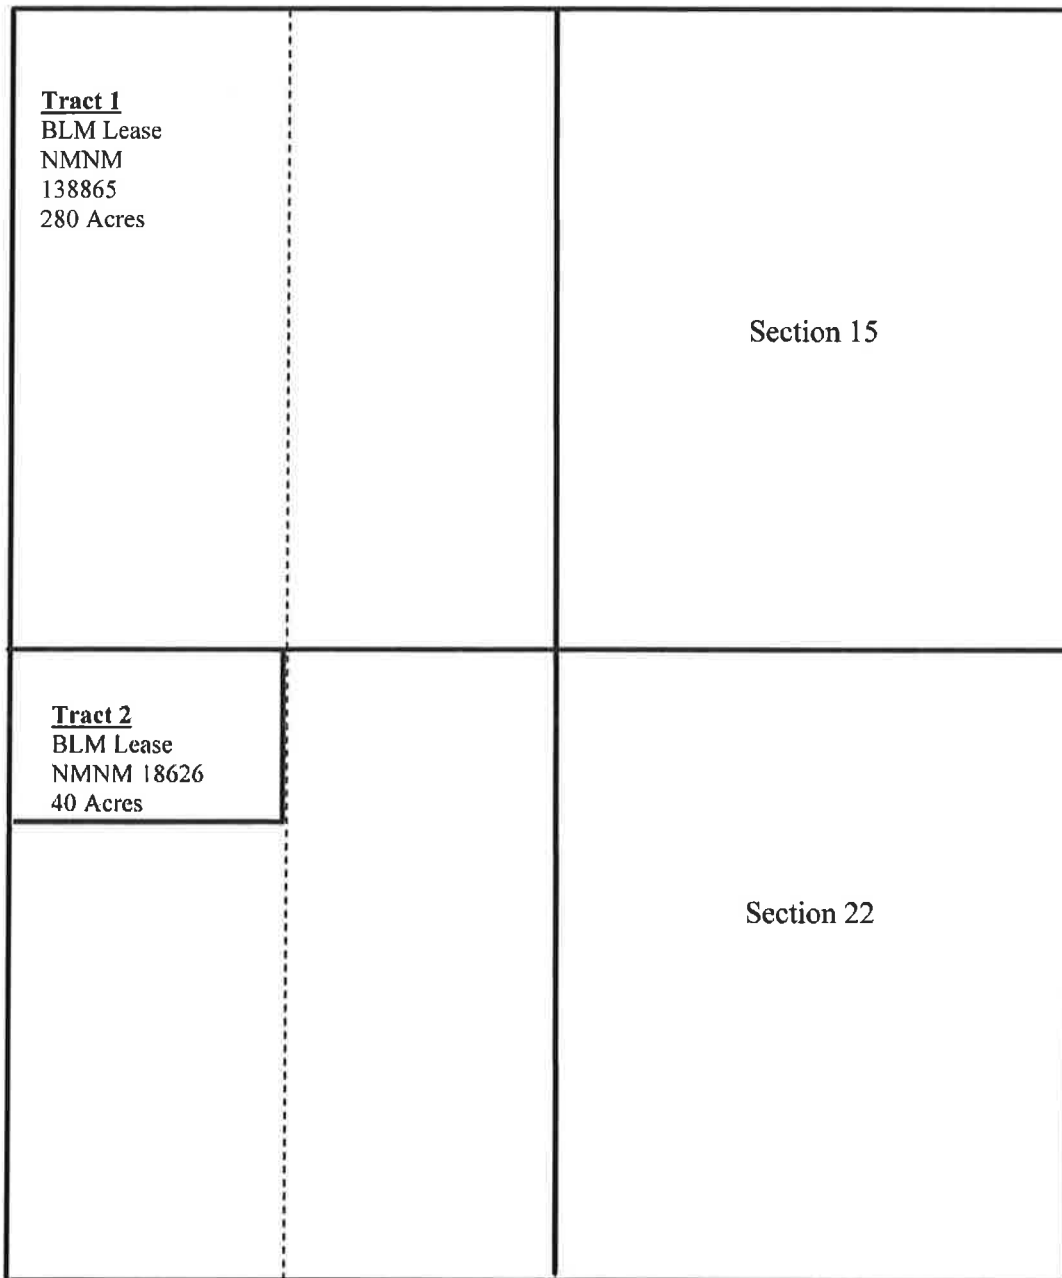 Tract 1
BLM Lease
NMNM
138865
280 Acres
Section 15
Tract 2
BLM Lease
NMNM 18626
40 Acres
Section 22